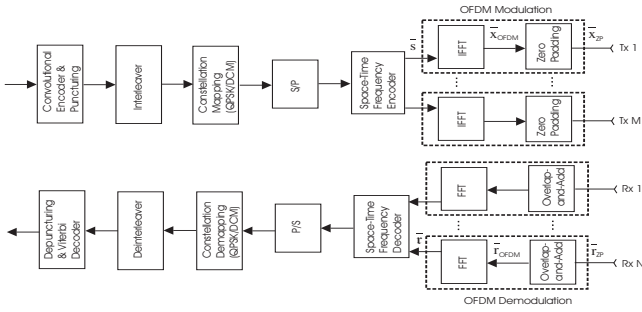 OFDM Modulation
Convolutional
Encoder &
Puncturing
Interleaver
Constellation
Mapping
(QPSK/DCM)
S/P
Space-Time
Frequency
Encoder
s̅
IFFT
x̅OFDM
Zero
Padding
x̅ZP
Tx 1
IFFT
Zero
Padding
Tx M
Depuncturing
& Viterbi
Decoder
Deinterleaver
Constellation
Demapping
(QPSK/DCM)
P/S
Space-Time
Frequency
Decoder
FFT
Overlap-
and-Add
Rx 1
r̅
FFT
r̅OFDM
Overlap-
and-Add
r̅ZP
Rx N
OFDM Demodulation